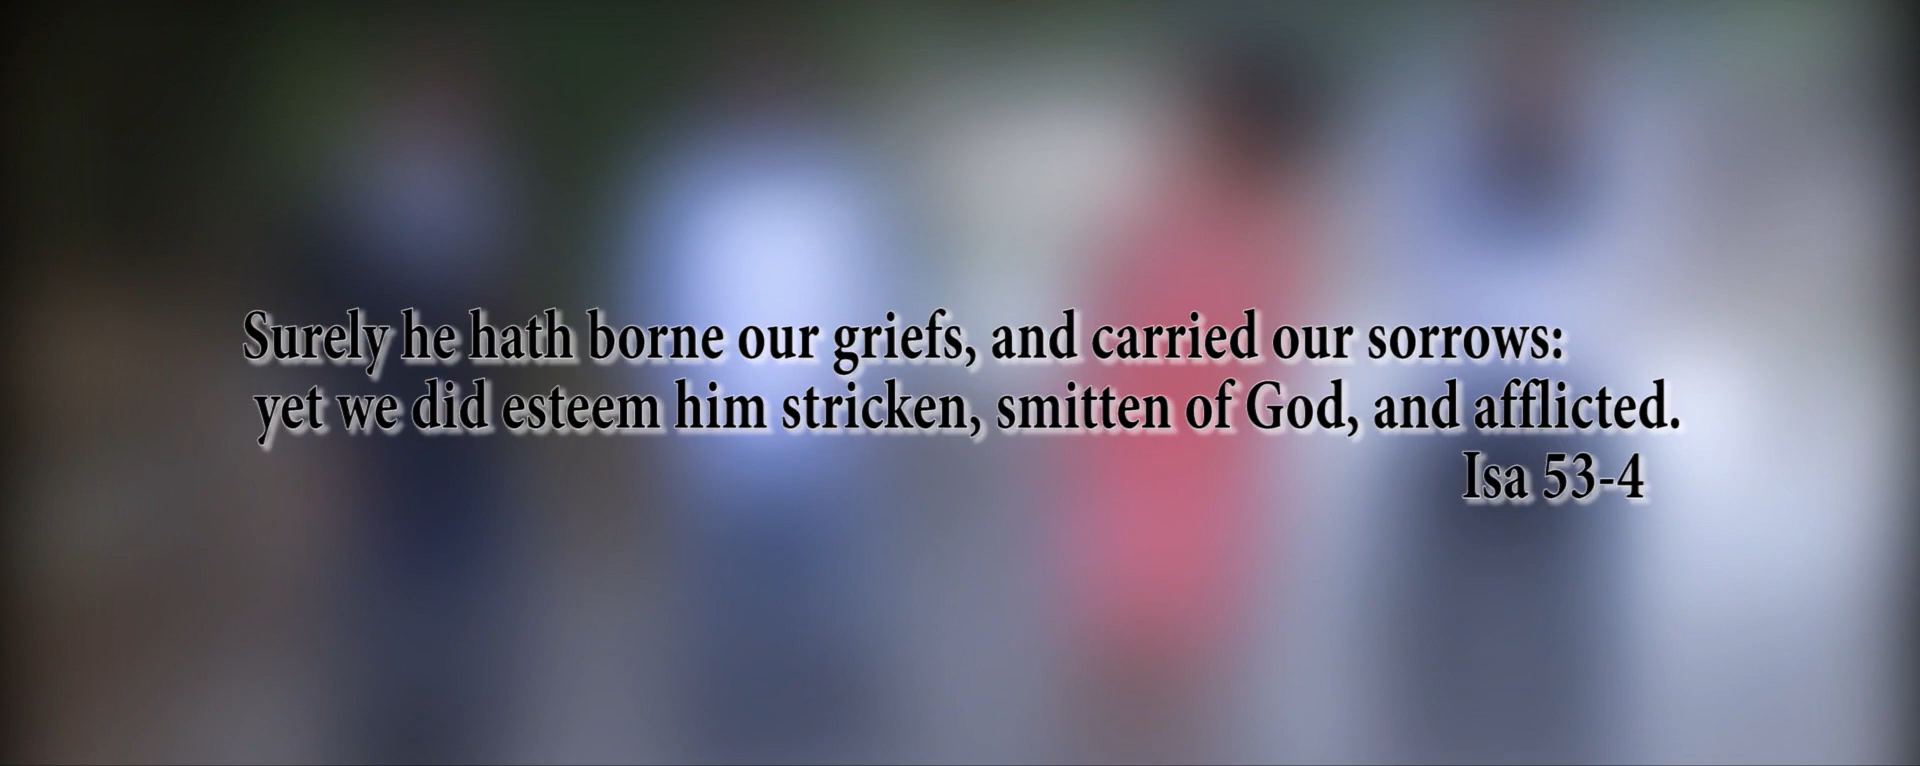 Surely he hath borne our griefs, and carried our sorrows:
yet we did esteem him stricken, smitten of God, and afflicted.
Isa 53-4